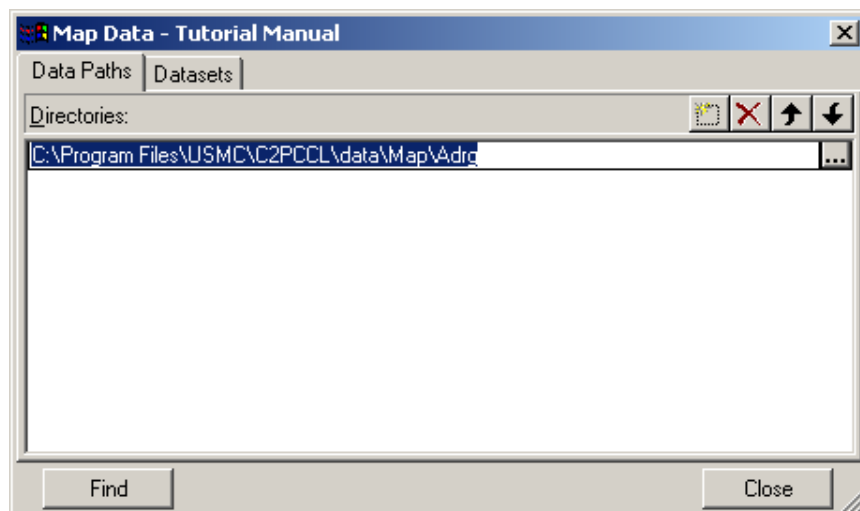 Map Data - Tutorial Manual
Data Paths Datasets
Directories:
C:\Program Files\USMC\C2PCCL\data\Map\Adrg
...
Find Close